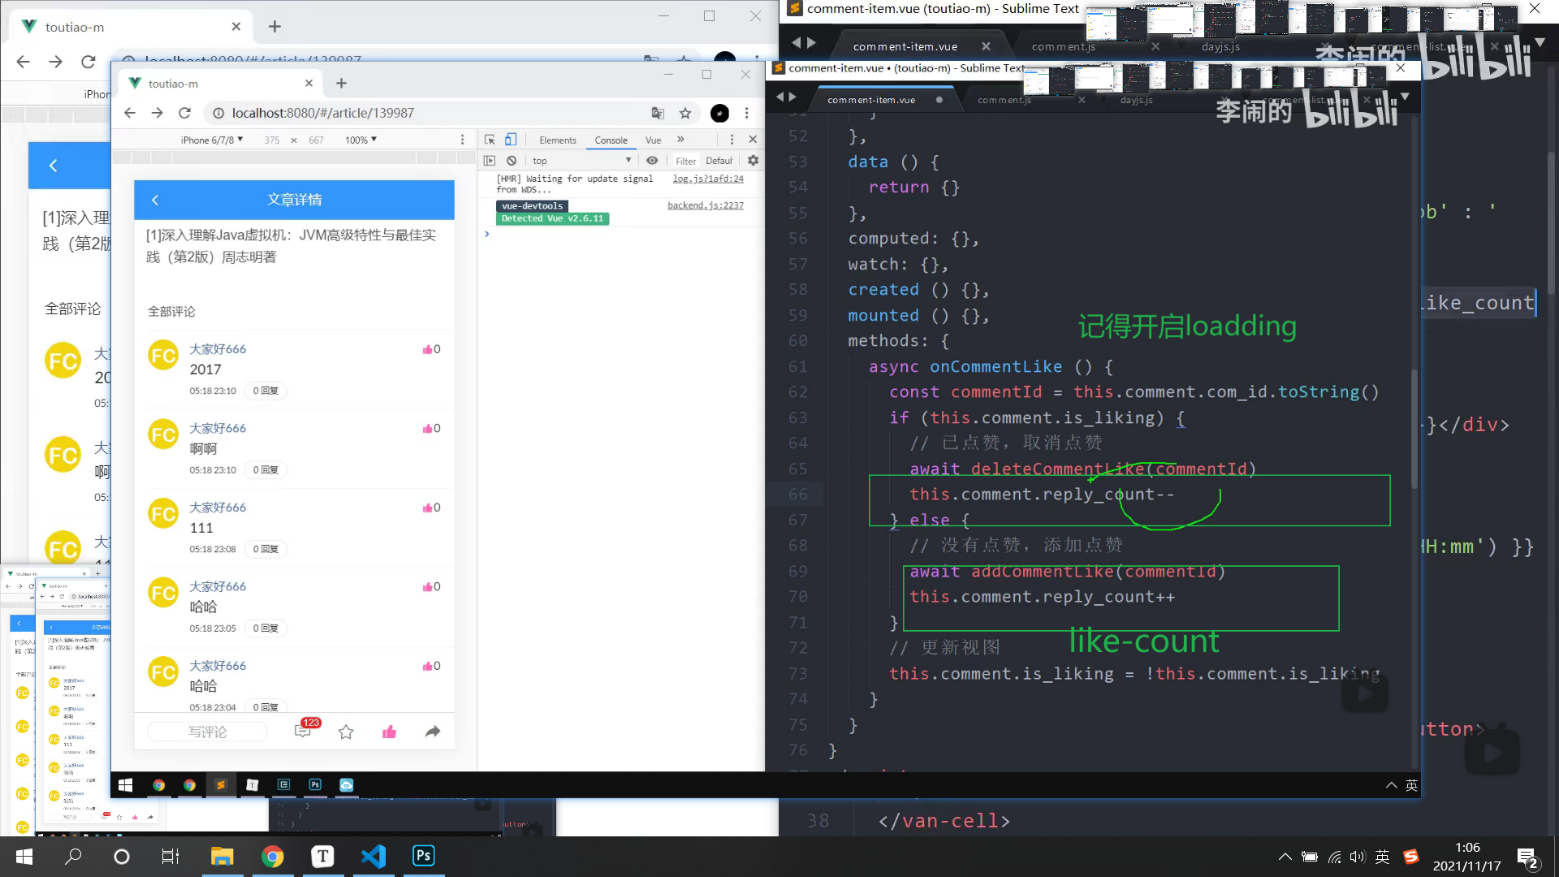 toutiao-m
comment-item.vue (toutiao-m) - Sublime Text
comment-item.vue
comment.js
dayjs.js
李闹的 bilibili
toutiao-m
localhost:8080/#/article/139987
comment-item.vue • (toutiao-m) - Sublime Text
comment-item.vue
comment.js
dayjs.js
李闹的 bilibili
iPhone 6/7/8
375 × 667
100%
Elements
Console
Vue
top
Filter
Defaul
[HMR] Waiting for update signal from WDS...
log.js?1afd:24
vue-devtools
Detected Vue v2.6.11
backend.js:2237
文章详情
[1]深入理解Java虚拟机：JVM高级特性与最佳实
践（第2版）周志明著
全部评论
FC
大家好666
0
2017
05:18 23:10
0 回复
FC
大家好666
0
啊啊
05:18 23:10
0 回复
FC
大家好666
0
111
05:18 23:08
0 回复
FC
大家好666
0
哈哈
05:18 23:05
0 回复
FC
大家好666
0
哈哈
05:18 23:04
0 回复
写评论
123
52 },
53 data () {
54 return {}
55 },
56 computed: {},
57 watch: {},
58 created () {},
59 mounted () {},
记得开启loadding
60 methods: {
61 async onCommentLike () {
62 const commentId = this.comment.com_id.toString()
63 if (this.comment.is_liking) {
64 // 已点赞，取消点赞
65 await deleteCommentLike(commentId)
66 this.comment.reply_count--
67 } else {
68 // 没有点赞，添加点赞
69 await addCommentLike(commentId)
70 this.comment.reply_count++
71 }
like-count
72 // 更新视图
73 this.comment.is_liking = !this.comment.is_liking
74 }
75 }
76 }
ob' : '
like_count
}</div>
HH:mm') }}
utton>
38 </van-cell>
英
英
1:06
2021/11/17
2